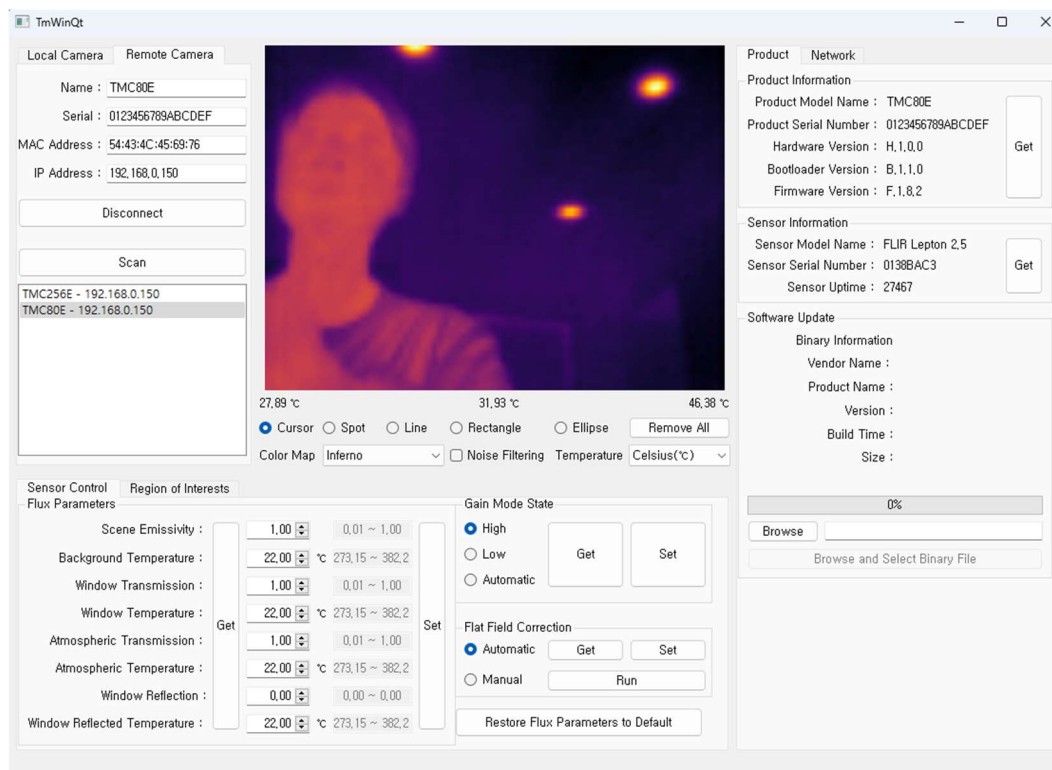 TmWinQt
Local Camera Remote Camera
Name : TMC80E
Serial : 0123456789ABCDEF
MAC Address : 54:43:4C:45:69:76
IP Address : 192.168.0.150
Disconnect
Scan
TMC256E - 192.168.0.150
TMC80E - 192.168.0.150
27.89 ℃ 31.93 ℃ 46.38 ℃
Cursor Spot Line Rectangle Ellipse Remove All
Color Map Inferno Noise Filtering Temperature Celsius(℃)
Sensor Control Region of Interests
Flux Parameters
Scene Emissivity : 1.00 0.01 ~ 1.00
Background Temperature : 22.00 ℃ 273.15 ~ 382.2
Window Transmission : 1.00 0.01 ~ 1.00
Window Temperature : 22.00 ℃ 273.15 ~ 382.2
Get Set
Atmospheric Transmission : 1.00 0.01 ~ 1.00
Atmospheric Temperature : 22.00 ℃ 273.15 ~ 382.2
Window Reflection : 0.00 0.00 ~ 0.00
Window Reflected Temperature : 22.00 ℃ 273.15 ~ 382.2
Gain Mode State
High
Low Get Set
Automatic
Flat Field Correction
Automatic Get Set
Manual Run
Restore Flux Parameters to Default
Product Network
Product Information
Product Model Name : TMC80E
Product Serial Number : 0123456789ABCDEF
Hardware Version : H.1.0.0 Get
Bootloader Version : B.1.1.0
Firmware Version : F.1.8.2
Sensor Information
Sensor Model Name : FLIR Lepton 2.5
Sensor Serial Number : 0138BAC3 Get
Sensor Uptime : 27467
Software Update
Binary Information
Vendor Name :
Product Name :
Version :
Build Time :
Size :
0%
Browse
Browse and Select Binary File